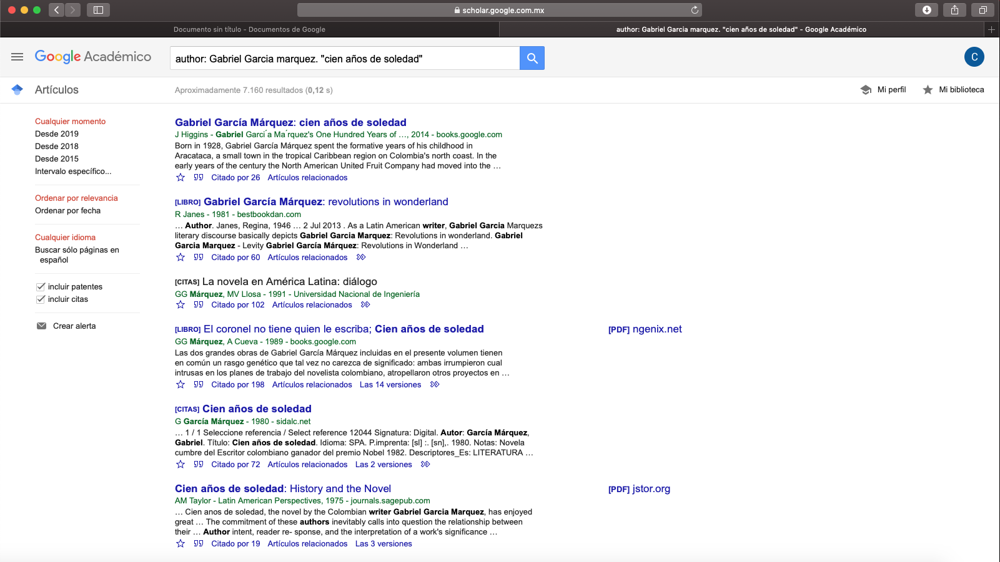 scholar.google.com.mx
Documento sin título - Documentos de Google
author: Gabriel Garcia marquez. "cien años de soledad" - Google Académico
Google Académico
author: Gabriel Garcia marquez. "cien años de soledad"
C
Artículos
Aproximadamente 7.160 resultados (0,12 s)
Mi perfil
Mi biblioteca
Cualquier momento
Desde 2019
Desde 2018
Desde 2015
Intervalo específico...
Ordenar por relevancia
Ordenar por fecha
Cualquier idioma
Buscar sólo páginas en
español
incluir patentes
incluir citas
Crear alerta
Gabriel García Márquez: cien años de soledad
J Higgins - Gabriel Garci´a Ma´rquez's One Hundred Years of …, 2014 - books.google.com
Born in 1928, Gabriel García Márquez spent the formative years of his childhood in
Aracataca, a small town in the tropical Caribbean region on Colombia's north coast. In the
early years of the century the North American United Fruit Company had moved into the …
Citado por 26 Artículos relacionados
[LIBRO] Gabriel García Márquez: revolutions in wonderland
R Janes - 1981 - bestbookdan.com
… Author. Janes, Regina, 1946 … 2 Jul 2013 . As a Latin American writer, Gabriel Garcia Marquezs
literary discourse basically depicts Gabriel Garcia Marquez: Revolutions in wonderland. Gabriel
Garcia Marquez - Levity Gabriel García Márquez: Revolutions in Wonderland …
Citado por 60 Artículos relacionados
[CITAS] La novela en América Latina: diálogo
GG Márquez, MV Llosa - 1991 - Universidad Nacional de Ingeniería
Citado por 102 Artículos relacionados
[LIBRO] El coronel no tiene quien le escriba; Cien años de soledad
[PDF] ngenix.net
GG Márquez, A Cueva - 1989 - books.google.com
Las dos grandes obras de Gabriel García Márquez incluidas en el presente volumen tienen
en común un rasgo genético que tal vez no carezca de significado: ambas irrumpieron cual
intrusas en los planes de trabajo del novelista colombiano, atropellaron otros proyectos en …
Citado por 198 Artículos relacionados Las 14 versiones
[CITAS] Cien años de soledad
G García Márquez - 1980 - sidalc.net
… 1 / 1 Seleccione referencia / Select reference 12044 Signatura: Digital. Autor: García Márquez,
Gabriel. Título: Cien años de soledad. Idioma: SPA. P.imprenta: [sl] :. [sn],. 1980. Notas: Novela
cumbre del Escritor colombiano ganador del premio Nobel 1982. Descriptores_Es: LITERATURA …
Citado por 72 Artículos relacionados Las 2 versiones
Cien años de soledad: History and the Novel
[PDF] jstor.org
AM Taylor - Latin American Perspectives, 1975 - journals.sagepub.com
… Cien anos de soledad, the novel by the Colombian writer Gabriel Garcia Marquez, has enjoyed
great … The commitment of these authors inevitably calls into question the relationship between
their … Author intent, reader re- sponse, and the interpretation of a work's significance …
Citado por 19 Artículos relacionados Las 3 versiones